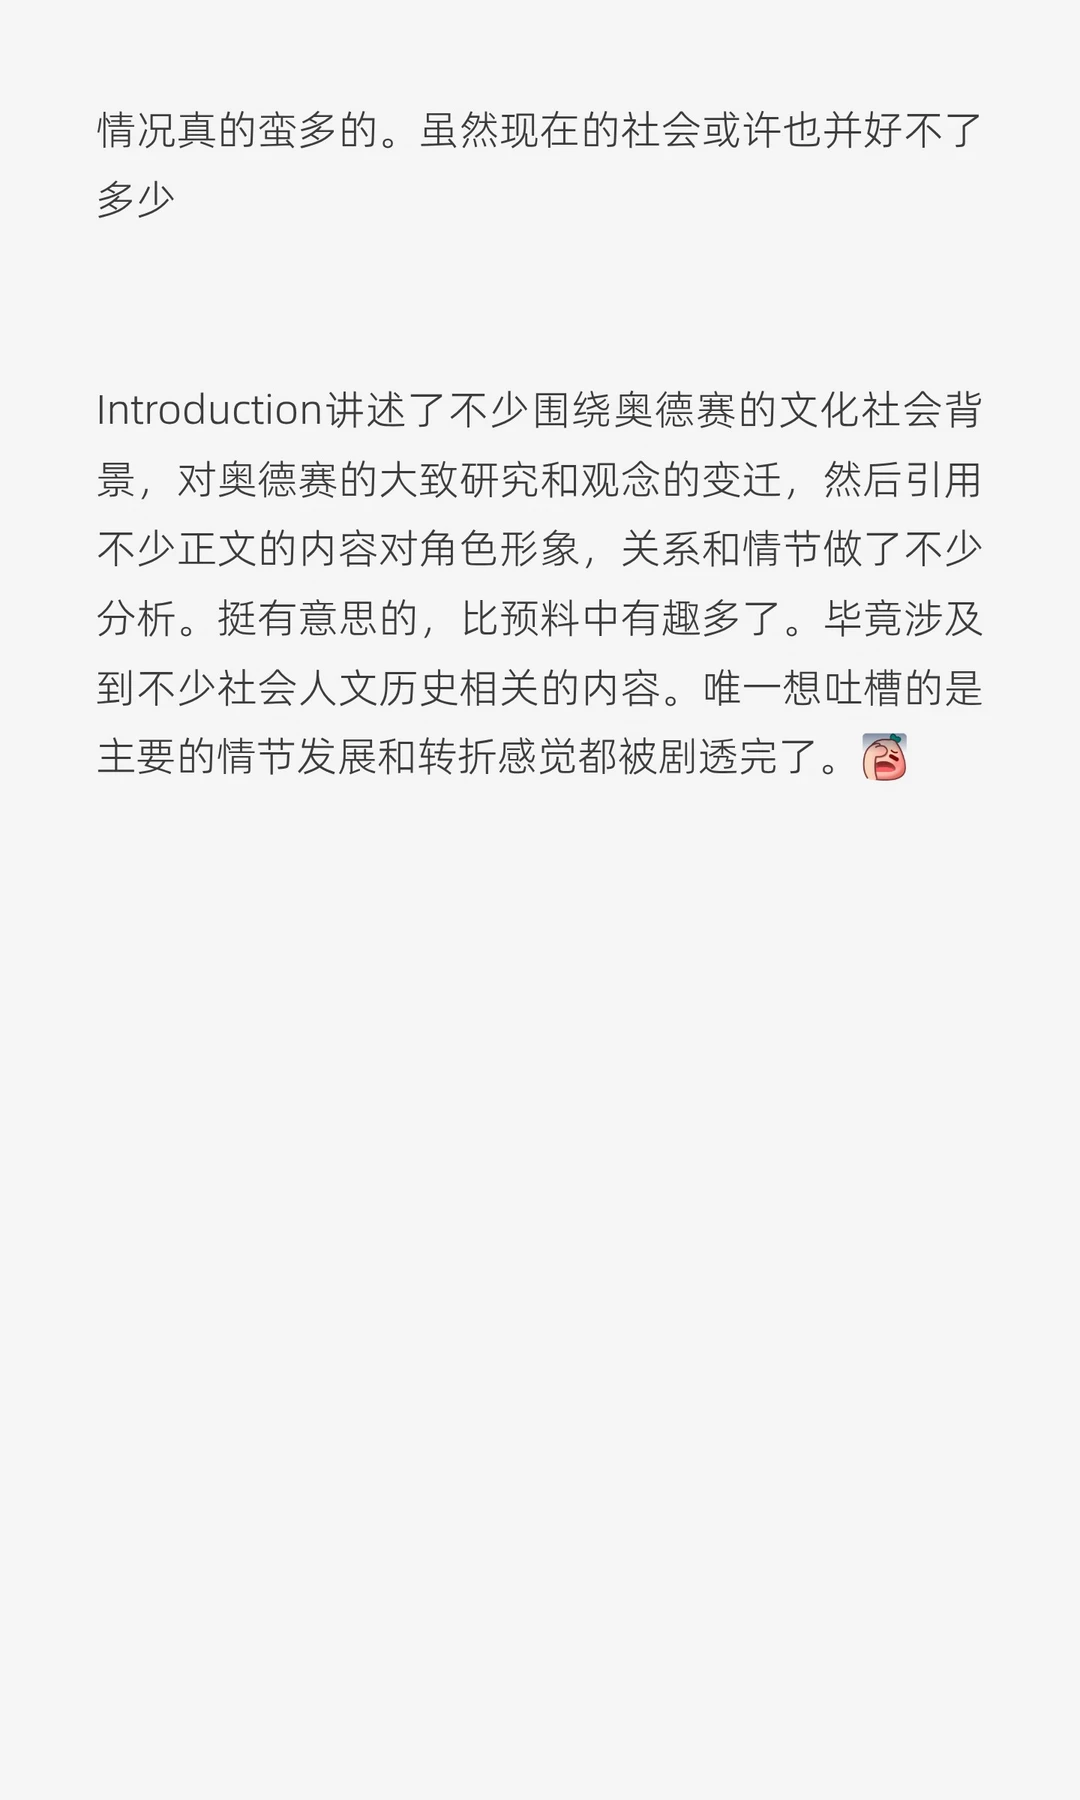 情况真的蛮多的。虽然现在的社会或许也并好不了
多少
Introduction讲述了不少围绕奥德赛的文化社会背
景，对奥德赛的大致研究和观念的变迁，然后引用
不少正文的内容对角色形象，关系和情节做了不少
分析。挺有意思的，比预料中有趣多了。毕竟涉及
到不少社会人文历史相关的内容。唯一想吐槽的是
主要的情节发展和转折感觉都被剧透完了。